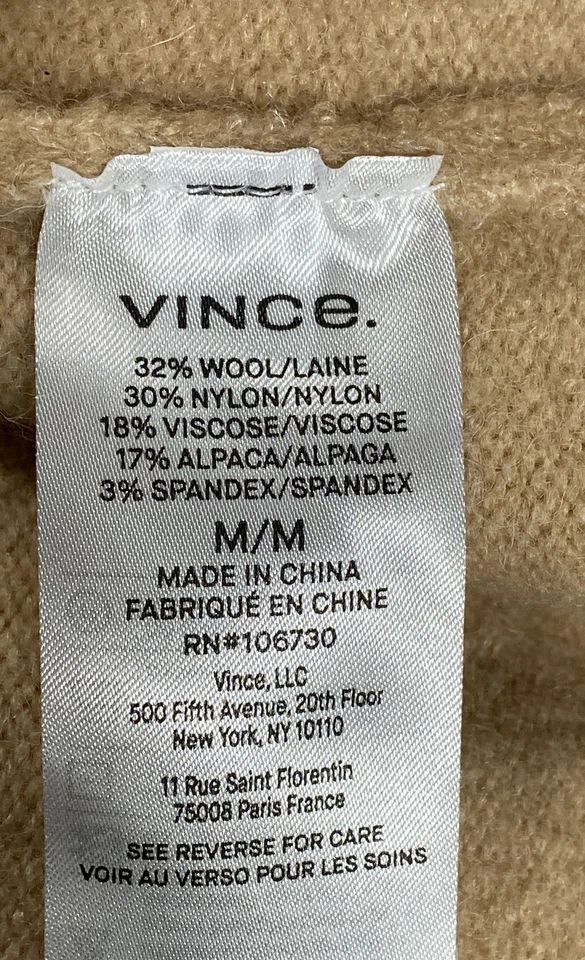 VINCe.
32% WOOL/LAINE
30% NYLON/NYLON
18% VISCOSE/VISCOSE
17% ALPACA/ALPAGA
3% SPANDEX/SPANDEX
M/M
MADE IN CHINA
FABRIQUÉ EN CHINE
RN#106730
Vince, LLC
500 Fifth Avenue, 20th Floor
New York, NY 10110
11 Rue Saint Florentin
75008 Paris France
SEE REVERSE FOR CARE
VOIR AU VERSO POUR LES SOINS